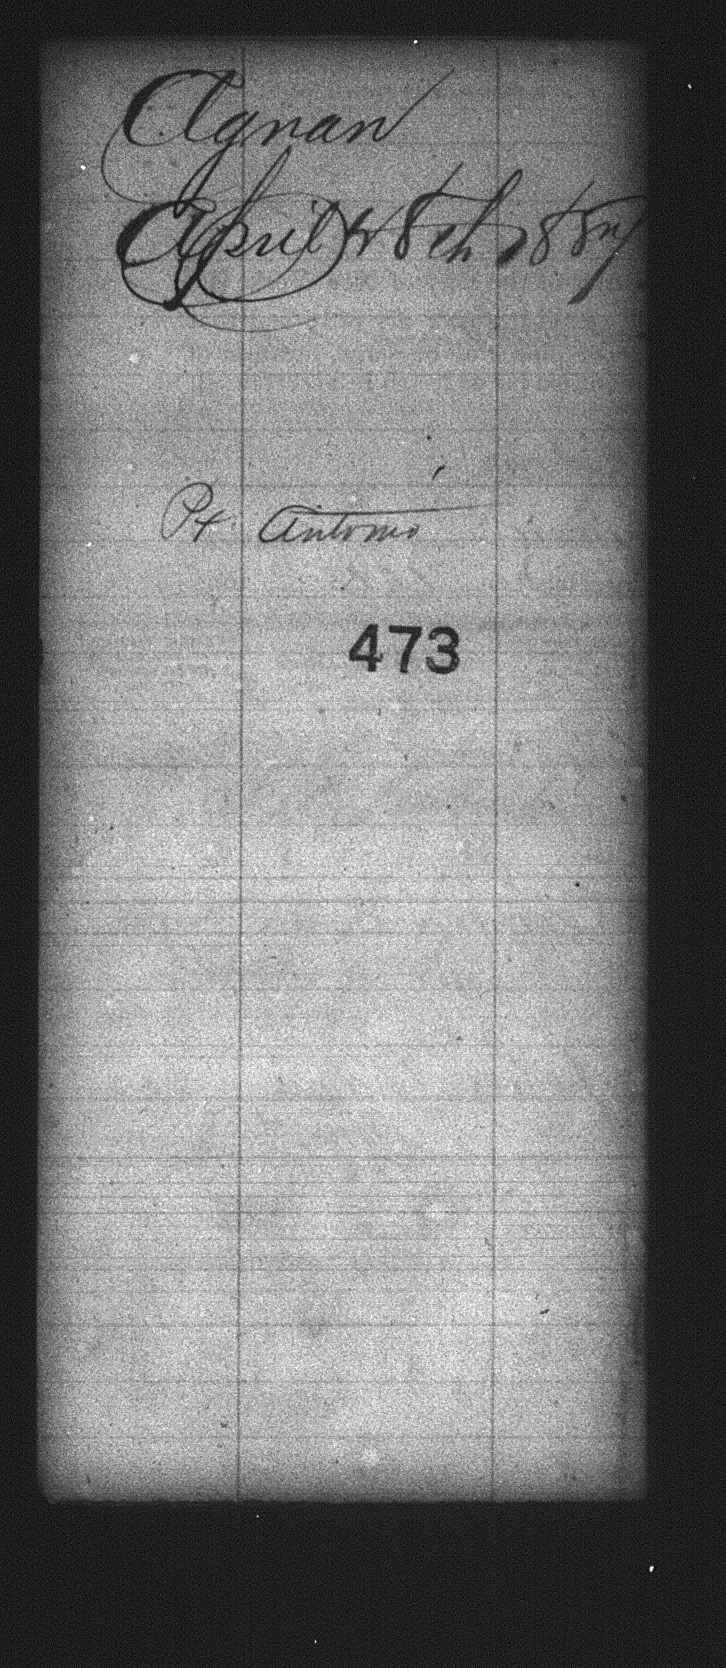 Agnan
April 28th 1887
Pt. Antonio
473